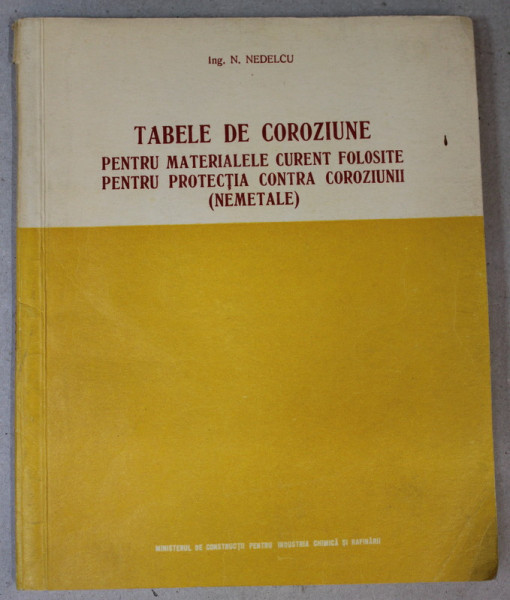 Ing. N. NEDELCU
TABELE DE COROZIUNE
PENTRU MATERIALELE CURENT FOLOSITE
PENTRU PROTECȚIA CONTRA COROZIUNII
(NEMETALE)
MINISTERUL DE CONSTRUCȚII PENTRU INDUSTRIA CHIMICĂ ȘI RAFINĂRII